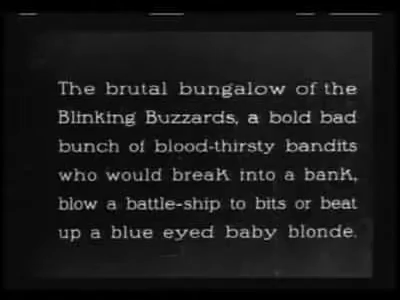 The brutal bungalow of the
Blinking Buzzards, a bold bad
bunch of blood-thirsty bandits
who would break into a bank,
blow a battle-ship to bits or beat
up a blue eyed baby blonde.